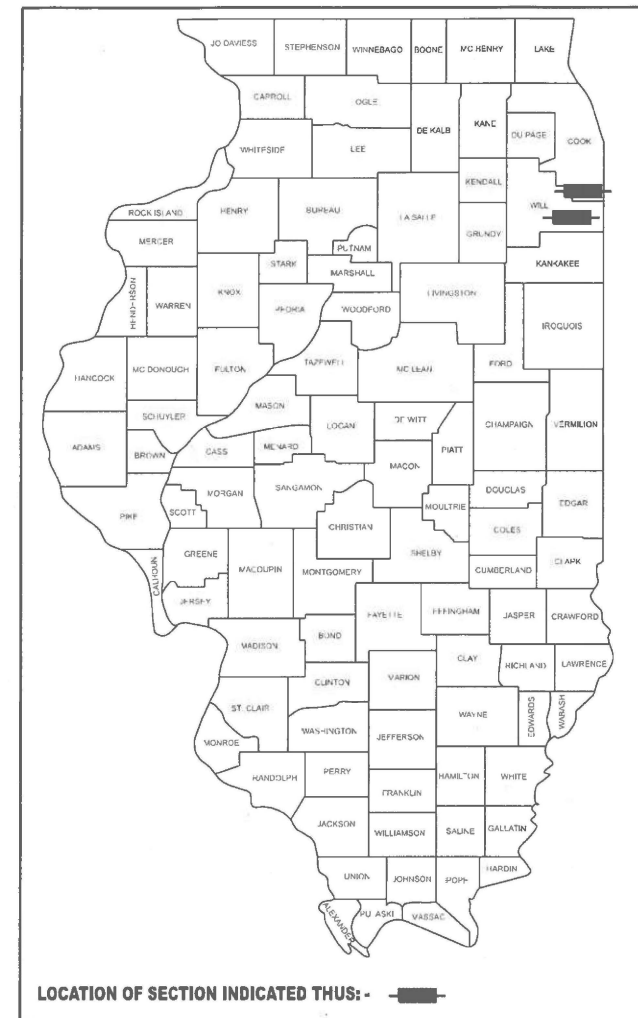 JO DAVIESS STEPHENSON WINNEBAGO BOONE MC HENRY LAKE
CARROLL OGLE DE KALB KANE DU PAGE COOK
WHITESIDE LEE
KENDALL
ROCK ISLAND HENRY BUREAU LA SALLE WILL
MERCER PUTNAM GRUNDY
STARK MARSHALL KANKAKEE
HENDERSON WARREN KNOX PEORIA WOODFORD LIVINGSTON IROQUOIS
HANCOCK MC DONOUGH FULTON TAZEWELL MC LEAN FORD
SCHUYLER MASON LOGAN DE WITT CHAMPAIGN VERMILION
ADAMS BROWN CASS MENARD MACON PIATT
MORGAN SANGAMON DOUGLAS EDGAR
PIKE SCOTT CHRISTIAN MOULTRIE COLES
GREENE SHELBY CLARK
CALHOUN MACOUPIN MONTGOMERY CUMBERLAND
JERSEY FAYETTE EFFINGHAM JASPER CRAWFORD
MADISON BOND CLAY RICHLAND LAWRENCE
CLINTON MARION
ST. CLAIR WAYNE EDWARDS WABASH
MONROE WASHINGTON JEFFERSON
RANDOLPH PERRY HAMILTON WHITE
FRANKLIN
JACKSON WILLIAMSON SALINE GALLATIN
UNION JOHNSON POPE HARDIN
ALEXANDER PULASKI MASSAC
LOCATION OF SECTION INDICATED THUS: -